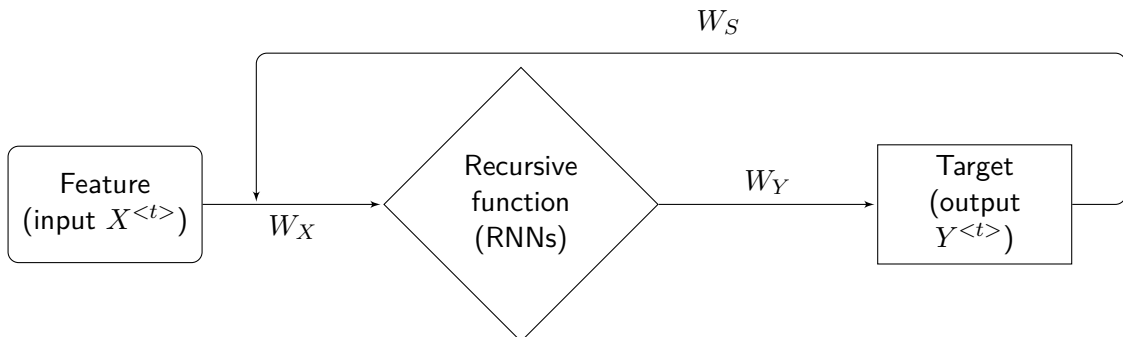 W_S
Feature
(input X^{<t>})
W_X
Recursive
function
(RNNs)
W_Y
Target
(output
Y^{<t>})